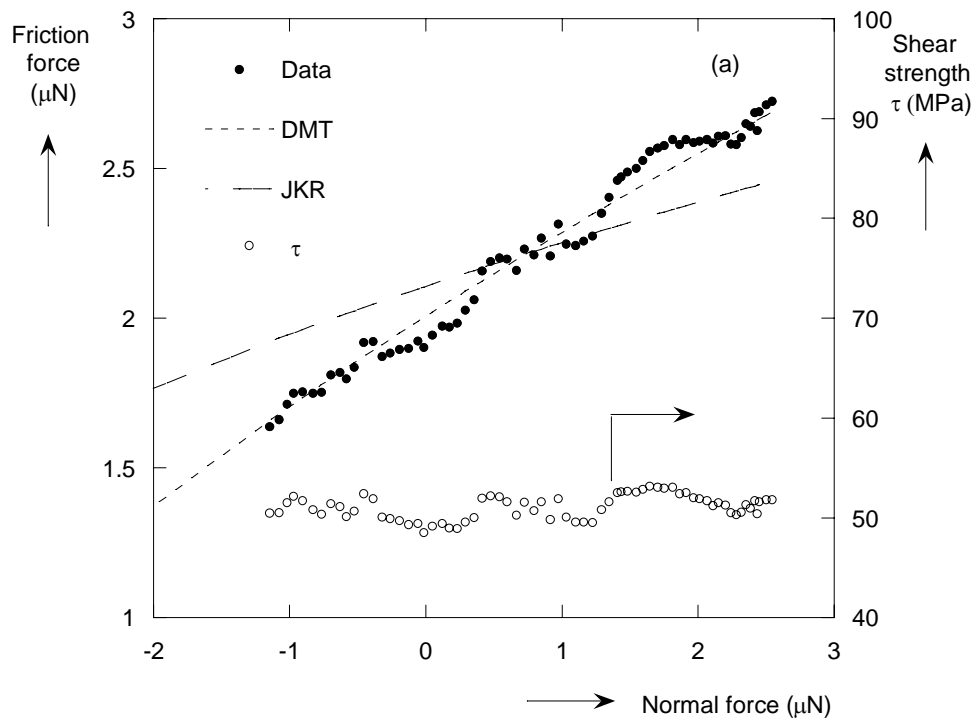 Friction
force
(μN)
3
2.5
2
1.5
1
Data
DMT
JKR
τ
(a)
100
90
80
70
60
50
40
Shear
strength
τ (MPa)
-2 -1 0 1 2 3
Normal force (μN)